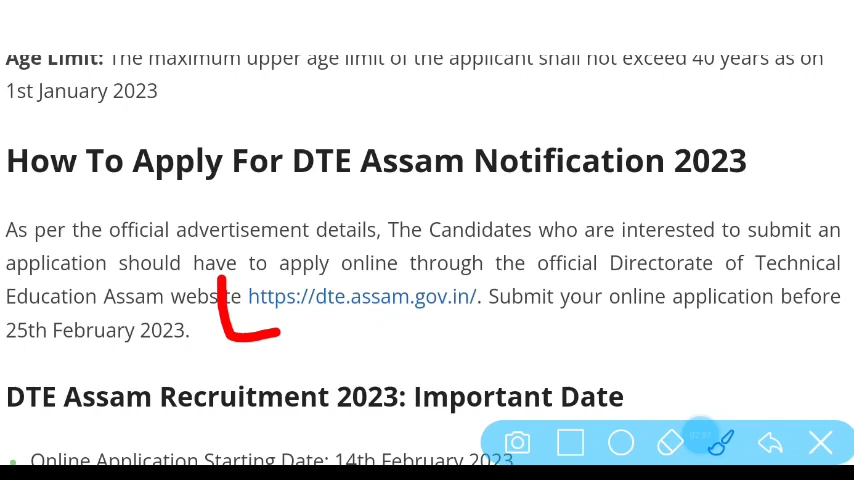 Age Limit: The maximum upper age limit of the applicant shall not exceed 40 years as on
1st January 2023
How To Apply For DTE Assam Notification 2023
As per the official advertisement details, The Candidates who are interested to submit an
application should have to apply online through the official Directorate of Technical
Education Assam website https://dte.assam.gov.in/. Submit your online application before
25th February 2023.
DTE Assam Recruitment 2023: Important Date
Online Application Starting Date: 14th February 2023